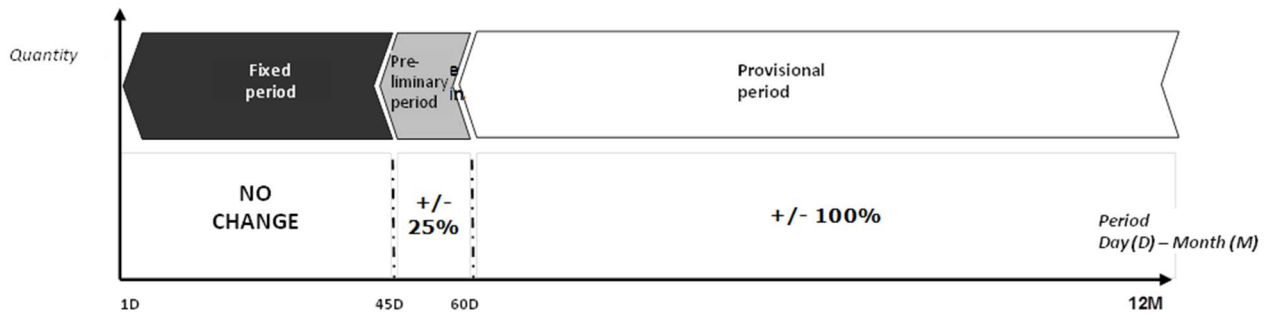 Quantity
Fixed
period
Pre-
liminary
period
e
in
Provisional
period
NO
CHANGE
+/-
25%
+/- 100%
Period
Day (D) – Month (M)
1D
45D
60D
12M